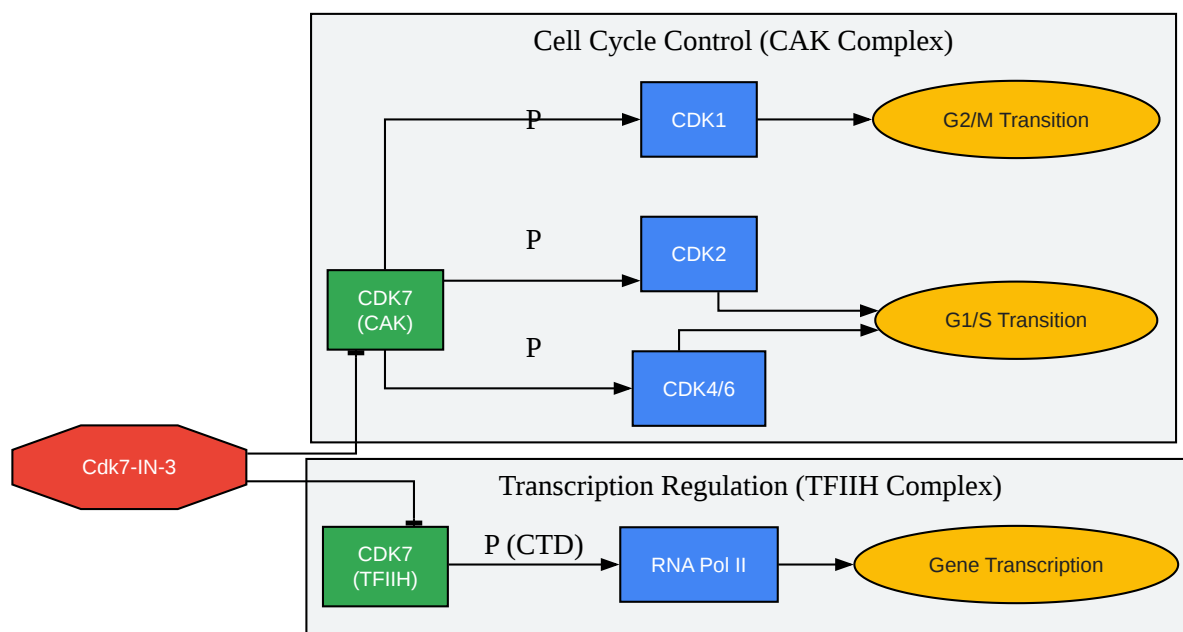 Cell Cycle Control (CAK Complex)
P
CDK1
G2/M Transition
P
CDK2
CDK7
(CAK)
G1/S Transition
P
CDK4/6
Cdk7-IN-3
Transcription Regulation (TFIIH Complex)
CDK7
(TFIIH)
P (CTD)
RNA Pol II
Gene Transcription